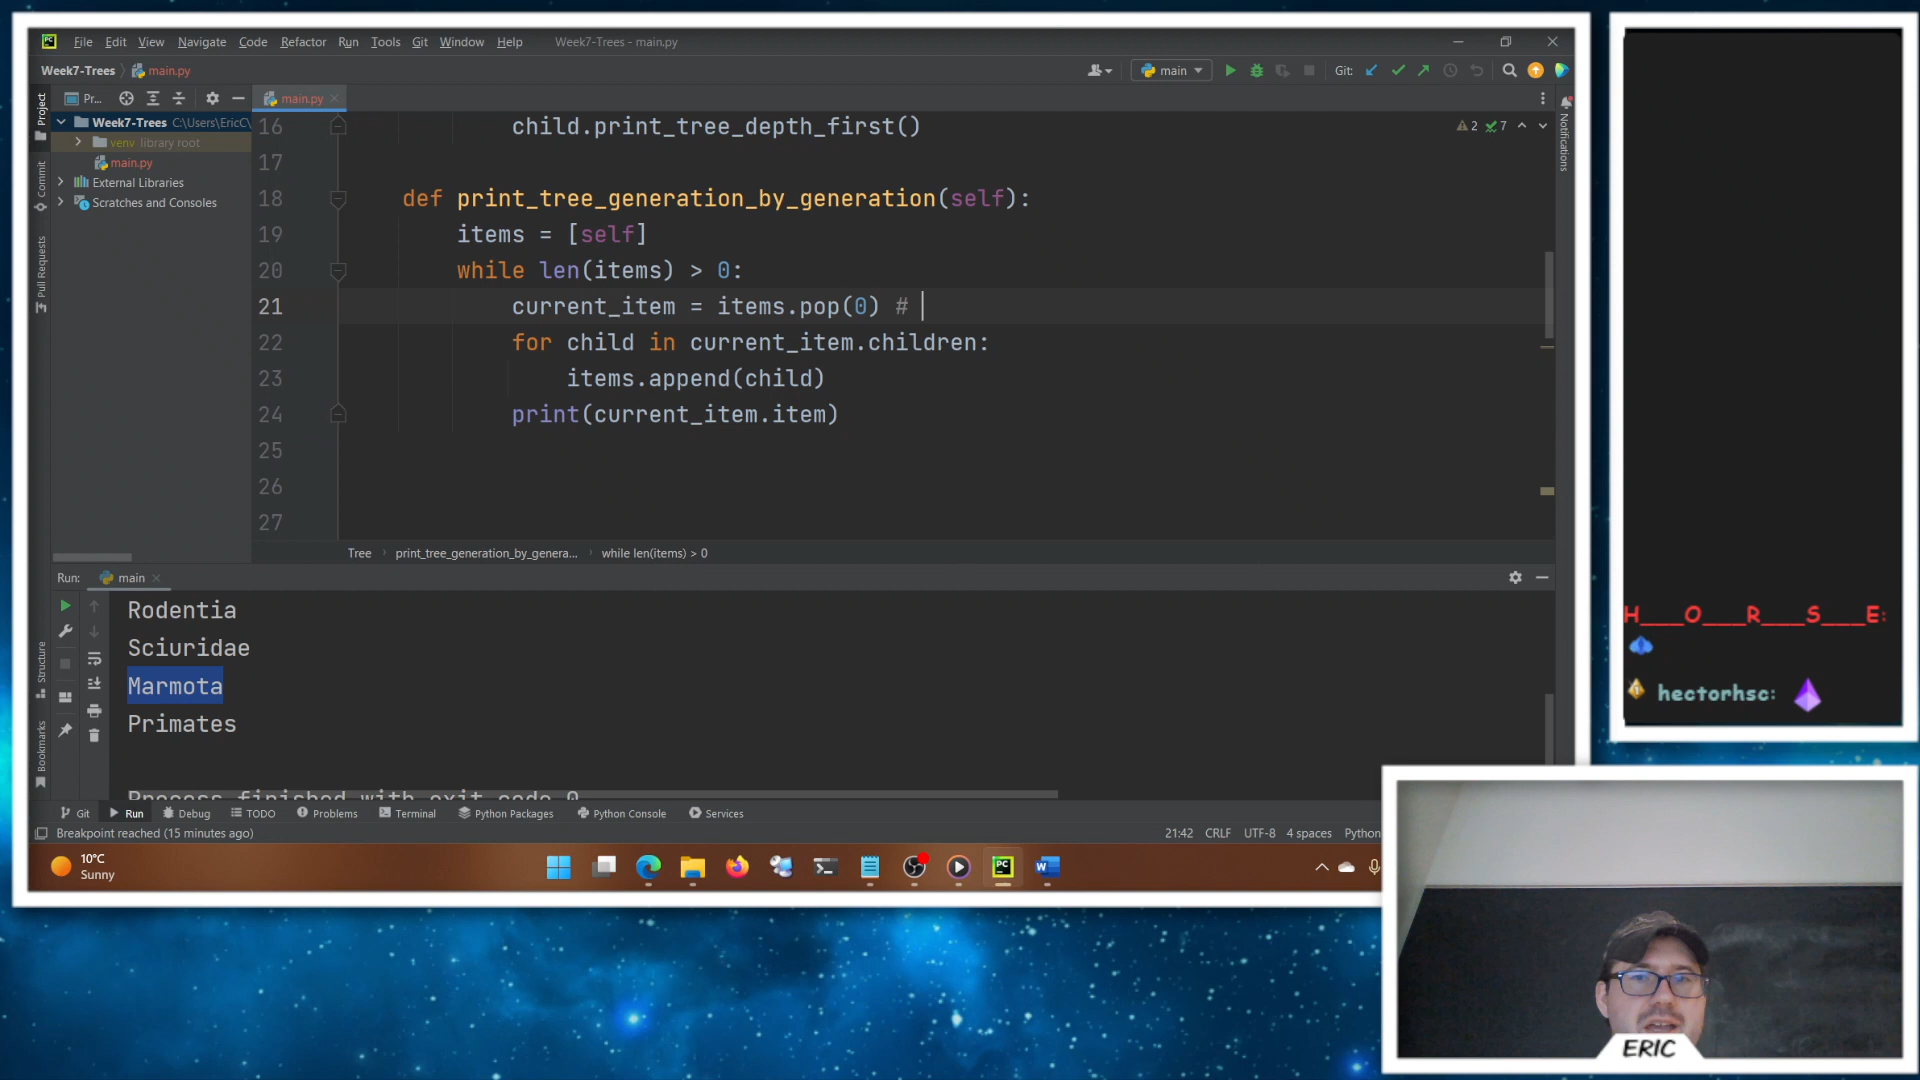 PC File Edit View Navigate Code Refactor Run Tools Git Window Help Week7-Trees - main.py
Week7-Trees main.py main Git:
Pr... main.py
Project
Week7-Trees C:\Users\EricC\
venv library root
main.py
External Libraries
Scratches and Consoles
Commit
Pull Requests
16 child.print_tree_depth_first()
17
18 def print_tree_generation_by_generation(self):
19 items = [self]
20 while len(items) > 0:
21 current_item = items.pop(0) #
22 for child in current_item.children:
23 items.append(child)
24 print(current_item.item)
25
26
27
2 7
Notifications
Tree print_tree_generation_by_genera... while len(items) > 0
Run: main
Rodentia
Sciuridae
Marmota
Primates
Process finished with exit code 0
Structure
Bookmarks
Git Run Debug TODO Problems Terminal Python Packages Python Console Services
Breakpoint reached (15 minutes ago) 21:42 CRLF UTF-8 4 spaces Python
10°C
Sunny
PC
W
H___O___R___S___E:
hectorhsc:
ERIC